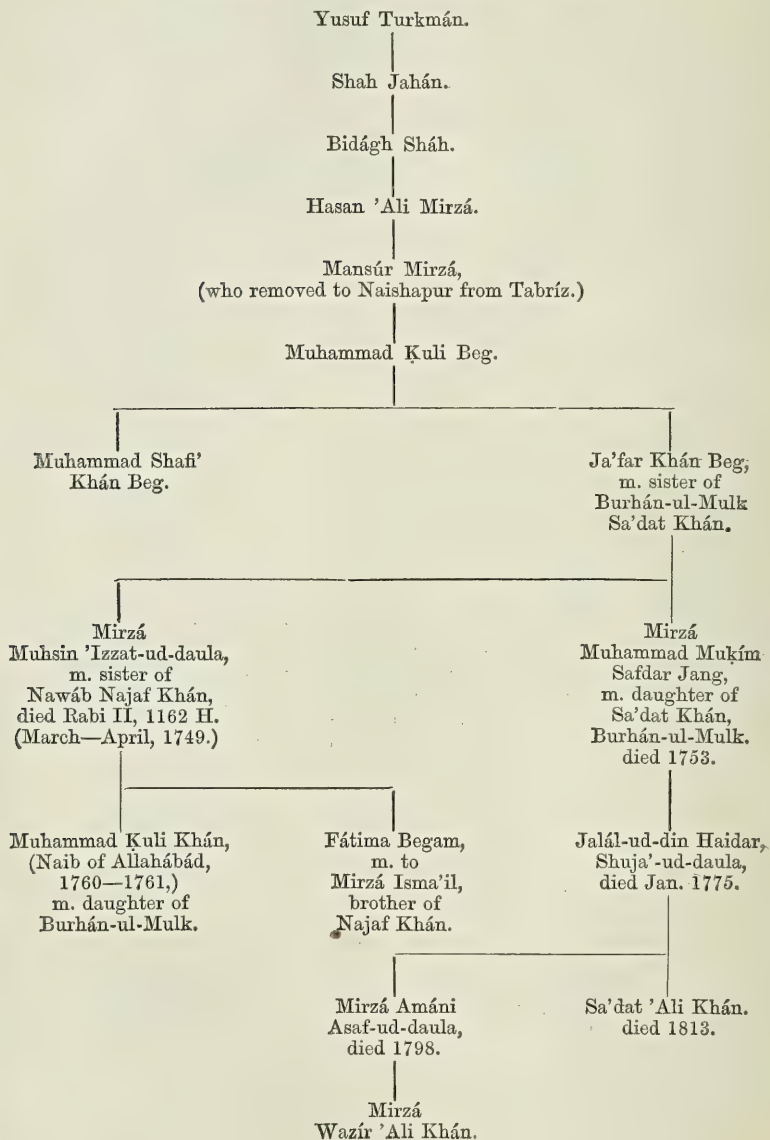 Yusuf Turkmán.
Shah Jahán.
Bidágh Sháh.
Hasan 'Ali Mirzá.
Mansúr Mirzá,
(who removed to Naishapur from Tabríz.)
Muhammad Ḳuli Beg.
Muhammad Shafi'
Khán Beg.
Ja'far Khán Beg,
m. sister of
Burhán-ul-Mulk
Sa'dat Khán.
Mirzá
Muhsin 'Izzat-ud-daula,
m. sister of
Nawáb Najaf Khán,
died Rabi II, 1162 H.
(March—April, 1749.)
Mirzá
Muhammad Muḳím
Safdar Jang,
m. daughter of
Sa'dat Khán,
Burhán-ul-Mulk.
died 1753.
Muhammad Ḳuli Khán,
(Naib of Allahábád,
1760—1761,)
m. daughter of
Burhán-ul-Mulk.
Fátima Begam,
m. to
Mirzá Isma'il,
brother of
Najaf Khán.
Jalál-ud-din Haidar,
Shuja'-ud-daula,
died Jan. 1775.
Mirzá Amáni
Asaf-ud-daula,
died 1798.
Sa'dat 'Ali Khán.
died 1813.
Mirzá
Wazír 'Ali Khán.